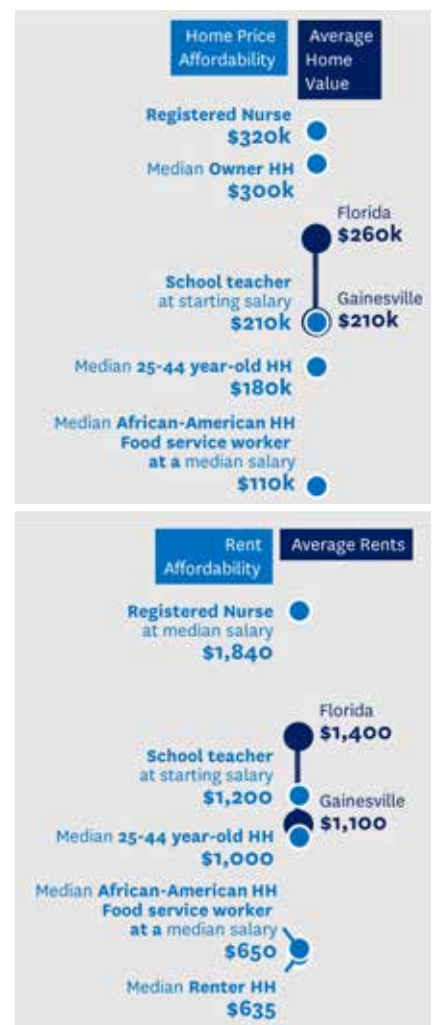 Home Price
Affordability
Average
Home
Value
Registered Nurse
$320k
Median Owner HH
$300k
Florida
$260k
School teacher
at starting salary
$210k
Gainesville
$210k
Median 25-44 year-old HH
$180k
Median African-American HH
Food service worker
at a median salary
$110k
Rent
Affordability
Average Rents
Registered Nurse
at median salary
$1,840
Florida
$1,400
School teacher
at starting salary
$1,200
Gainesville
$1,100
Median 25-44 year-old HH
$1,000
Median African-American HH
Food service worker
at a median salary
$650
Median Renter HH
$635